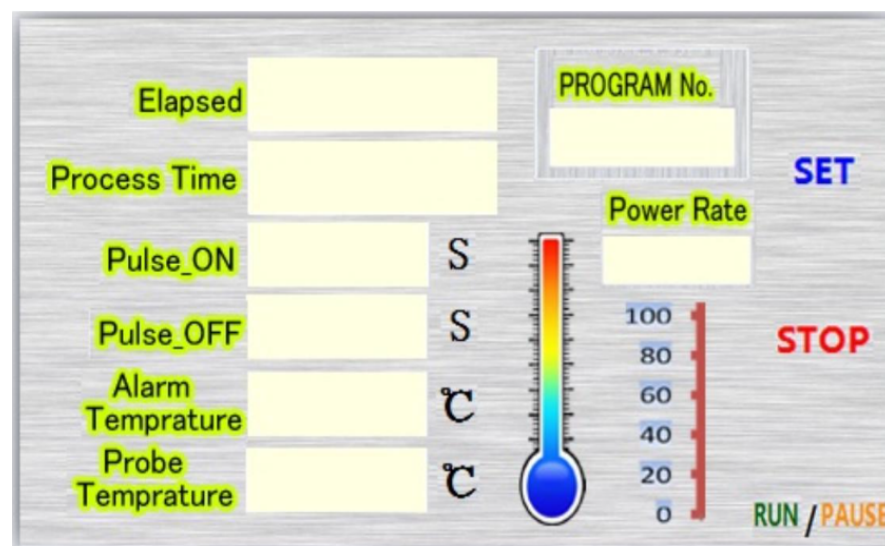 Elapsed
PROGRAM No.
Process Time
SET
Power Rate
Pulse_ON
S
Pulse_OFF
S
100
80
60
40
20
0
STOP
Alarm
Temprature
℃
Probe
Temprature
℃
RUN / PAUSE